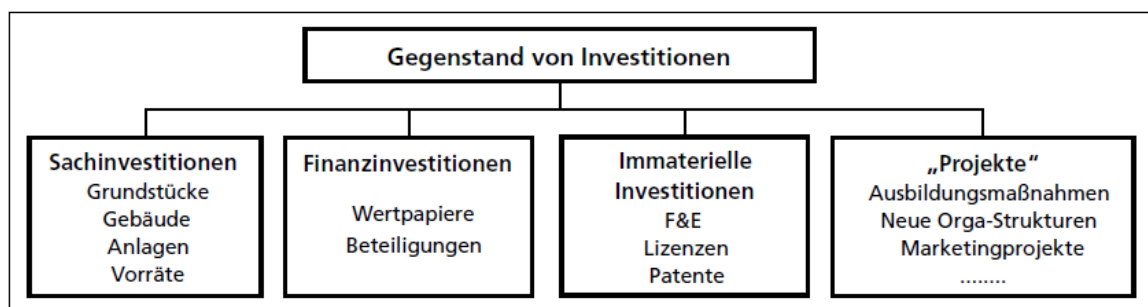 Gegenstand von Investitionen
Sachinvestitionen
Grundstücke
Gebäude
Anlagen
Vorräte
Finanzinvestitionen
Wertpapiere
Beteiligungen
Immaterielle
Investitionen
F&E
Lizenzen
Patente
„Projekte“
Ausbildungsmaßnahmen
Neue Orga-Strukturen
Marketingprojekte
........